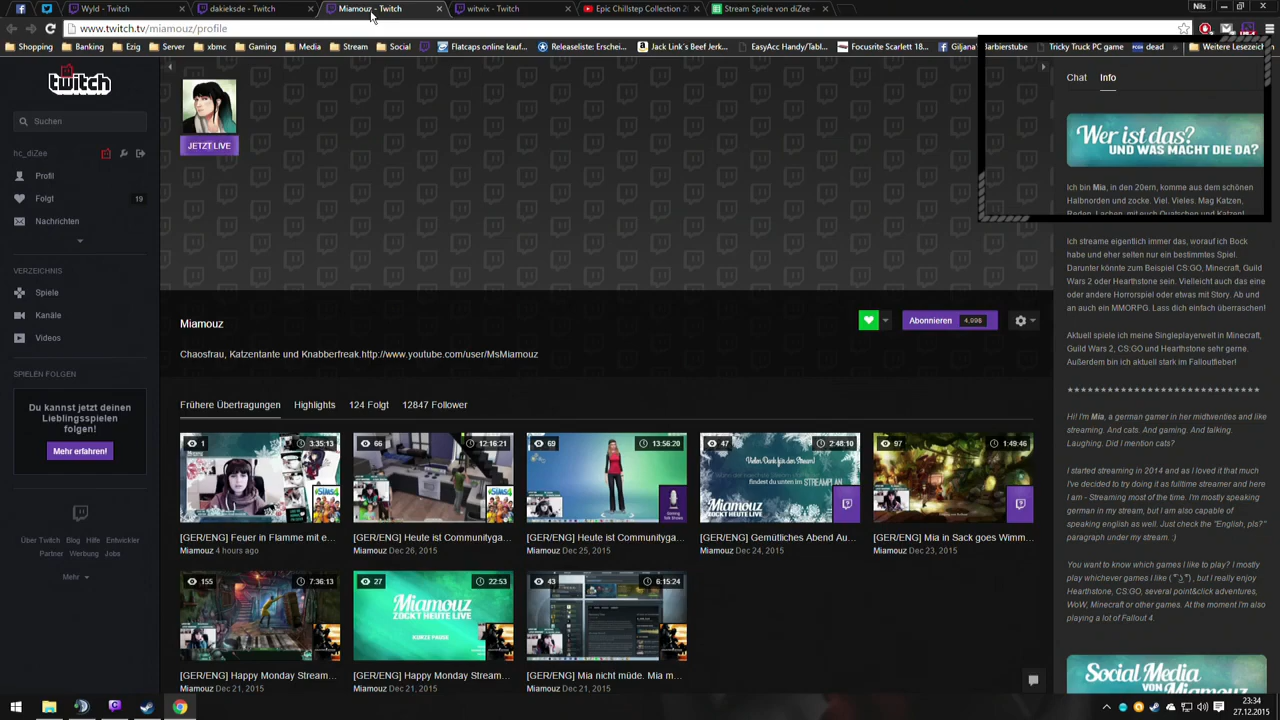 Wyld - Twitch
dakieksde - Twitch
Miamouz - Twitch
witwix - Twitch
Epic Chillstep Collection 2
Stream Spiele von diZee -
Nils
www.twitch.tv/miamouz/profile
Shopping
Banking
Ezig
Server
xbmc
Gaming
Media
Stream
Social
Flatcaps online kauf...
Releaseliste: Erschei...
Jack Link´s Beef Jerk...
EasyAcc Handy/Tabl...
Focusrite Scarlett 18...
Tricky Truck PC game
dead
Weitere Lesezeic
twitch
Suchen
hc_diZee
Profil
Folgt 19
Nachrichten
VERZEICHNIS
Spiele
Kanäle
Videos
SPIELEN FOLGEN
Du kannst jetzt deinen
Lieblingsspielen
folgen!
Mehr erfahren!
Über Twitch Blog Hilfe Entwickler
Partner Werbung Jobs
Mehr
JETZT LIVE
Miamouz
Abonnieren 4.99$
Chaosfrau, Katzentante und Knabberfreak.http://www.youtube.com/user/MsMiamouz
Frühere Übertragungen Highlights 124 Folgt 12847 Follower
1 3:35:13
66 12:16:21
69 13:56:20
47 2:48:10
97 1:49:46
Vielen Dank für den Stream!
findest du unten im STREAMPLAN
MIAMOUZ
ZOCKT HEUTE LIVE
[GER/ENG] Feuer in Flamme mit e...
Miamouz 4 hours ago
[GER/ENG] Heute ist Communityga...
Miamouz Dec 26, 2015
[GER/ENG] Heute ist Communityga...
Miamouz Dec 25, 2015
[GER/ENG] Gemütliches Abend Au...
Miamouz Dec 24, 2015
[GER/ENG] Mia in Sack goes Wimm...
Miamouz Dec 23, 2015
155 7:36:13
27 22:53
43 6:15:24
Miamouz
ZOCKT HEUTE LIVE
KURZE PAUSE
[GER/ENG] Happy Monday Stream...
Miamouz Dec 21, 2015
[GER/ENG] Happy Monday Stream...
Miamouz Dec 21, 2015
[GER/ENG] Mia nicht müde. Mia m...
Miamouz Dec 21, 2015
Chat Info
Wer ist das?
UND WAS MACHT DIE DA?
Ich bin Mia, in den 20ern, komme aus dem schönen
Halbnorden und zocke. Viel. Vieles. Mag Katzen,
Reden, Lachen, mit euch Quatschen und Katzen!
Ich streame eigentlich immer das, worauf ich Bock
habe und eher selten nur ein bestimmtes Spiel.
Darunter könnte zum Beispiel CS:GO, Minecraft, Guild
Wars 2 oder Hearthstone sein. Vielleicht auch das eine
oder andere Horrorspiel oder etwas mit Story. Ab und
an auch ein MMORPG. Lass dich einfach überraschen!
Aktuell spiele ich meine Singleplayerwelt in Minecraft,
Guild Wars 2, CS:GO und Hearthstone sehr gerne.
Außerdem bin ich aktuell stark im Falloutfieber!
Hi! I'm Mia, a german gamer in her midtwenties and like
streaming. And cats. And gaming. And talking.
Laughing. Did I mention cats?
I started streaming in 2014 and as I loved it that much
I've decided to try doing it as fulltime streamer and here
I am - Streaming most of the time. I'm mostly speaking
german in my stream, but I am also capable of
speaking english as well. Just check the "English, pls?"
paragraph under my stream. :)
You want to know which games I like to play? I mostly
play whichever games I like ( ͡° ͜ʖ ͡°) , but I really enjoy
Hearthstone, CS:GO, several point&click adventures,
WoW, Minecraft or other games. At the moment I'm also
playing a lot of Fallout 4.
Social Media
VON
23:34
27.12.2015